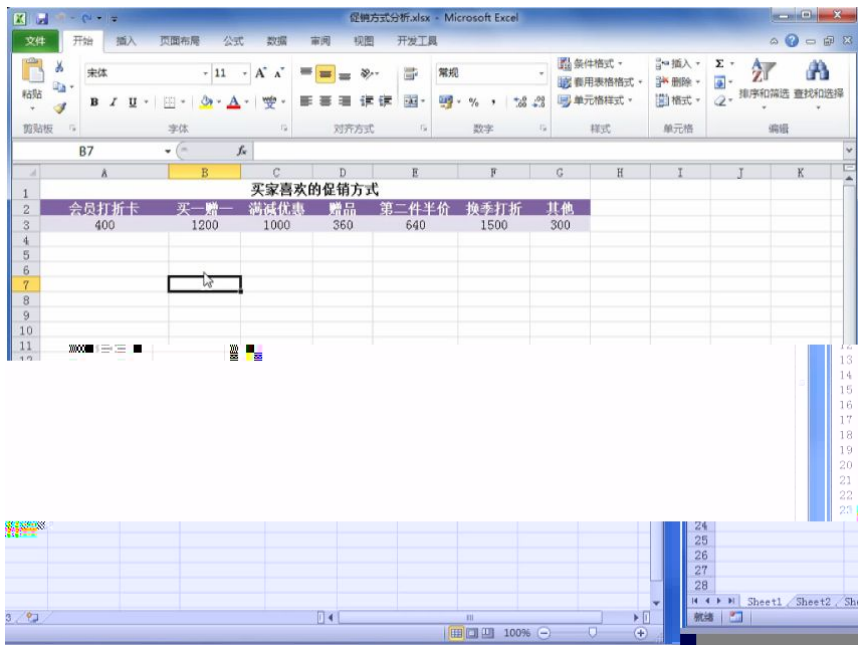 促销方式分析.xlsx - Microsoft Excel
文件 开始 插入 页面布局 公式 数据 审阅 视图 开发工具
宋体 11 A A 常规 条件格式 插入 Σ
粘贴 套用表格格式 删除 排序和筛选 查找和选择
B I U A 变 % , 单元格样式 格式
剪贴板 字体 对齐方式 数字 样式 单元格 编辑
B7 fx
A B C D E F G H I J K
1 买家喜欢的促销方式
2 会员打折卡 买一赠一 满减优惠 赠品 第二件半价 换季打折 其他
3 400 1200 1000 360 640 1500 300
4
5
6
7
8
9
10
11
12
13
14
15
16
17
18
19
20
21
22
23
24
25
26
27
28
Sheet1 Sheet2 Sh
3 就绪
100%